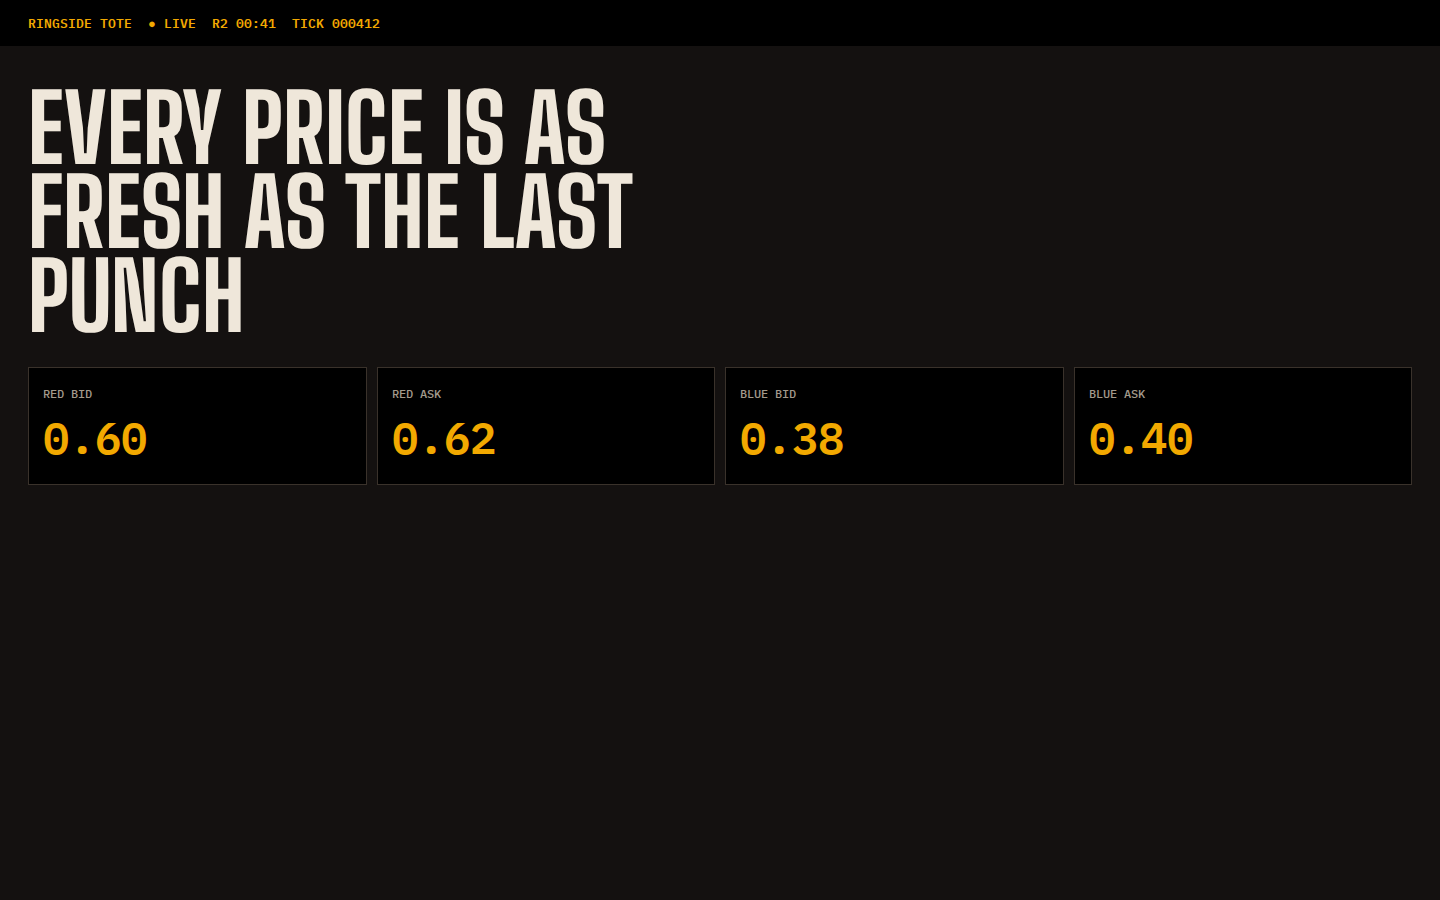 RINGSIDE TOTE ● LIVE R2 00:41 TICK 000412
EVERY PRICE IS AS
FRESH AS THE LAST
PUNCH
RED BID
0.60
RED ASK
0.62
BLUE BID
0.38
BLUE ASK
0.40